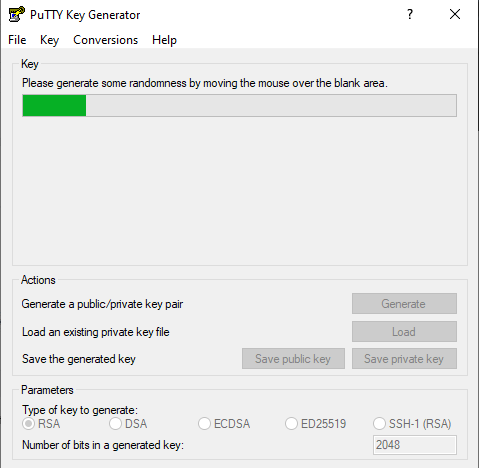 PuTTY Key Generator
File Key Conversions Help
Key
Please generate some randomness by moving the mouse over the blank area.
Actions
Generate a public/private key pair Generate
Load an existing private key file Load
Save the generated key Save public key Save private key
Parameters
Type of key to generate:
RSA DSA ECDSA ED25519 SSH-1 (RSA)
Number of bits in a generated key: 2048